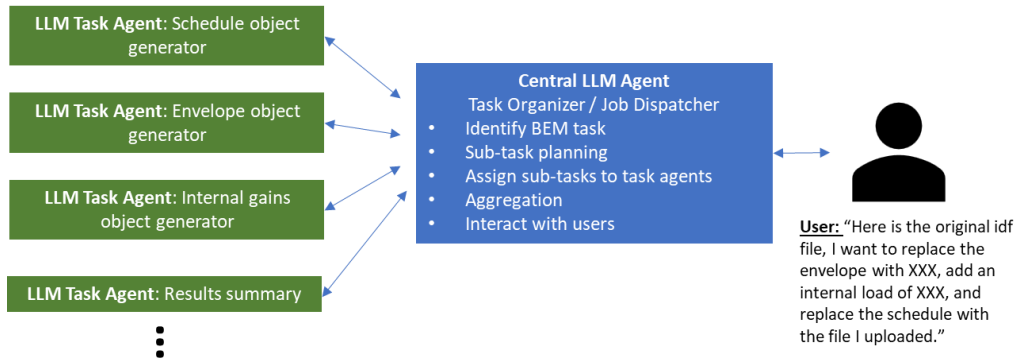 LLM Task Agent: Schedule object
generator
LLM Task Agent: Envelope object
generator
LLM Task Agent: Internal gains
object generator
LLM Task Agent: Results summary
Central LLM Agent
Task Organizer / Job Dispatcher
• Identify BEM task
• Sub-task planning
• Assign sub-tasks to task agents
• Aggregation
• Interact with users
User: “Here is the original idf
file, I want to replace the
envelope with XXX, add an
internal load of XXX, and
replace the schedule with
the file I uploaded.”